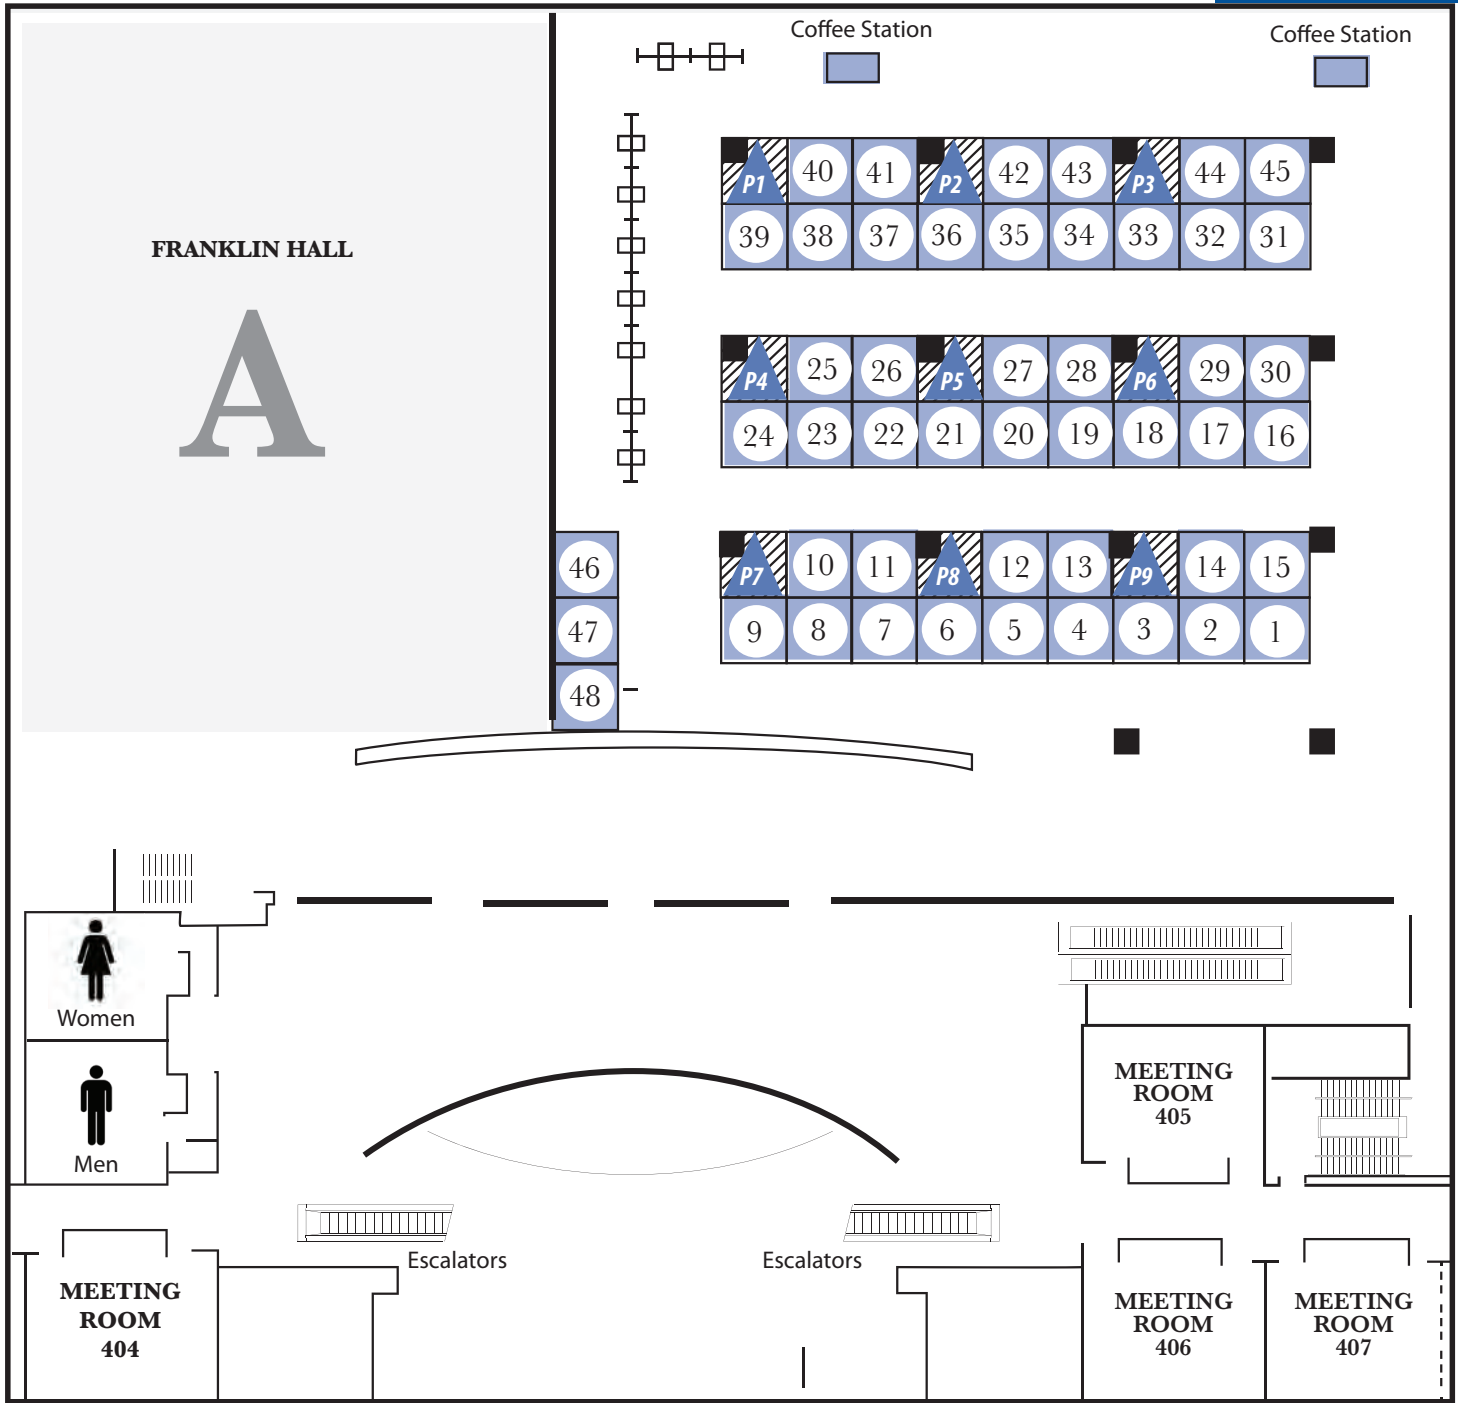 Coffee Station
Coffee Station
P1 40 41 P2 42 43 P3 44 45
39 38 37 36 35 34 33 32 31
FRANKLIN HALL
A
P4 25 26 P5 27 28 P6 29 30
24 23 22 21 20 19 18 17 16
46 P7 10 11 P8 12 13 P9 14 15
47 9 8 7 6 5 4 3 2 1
48
Women
Men
MEETING
ROOM
405
Escalators
Escalators
MEETING
ROOM
404
MEETING
ROOM
406
MEETING
ROOM
407